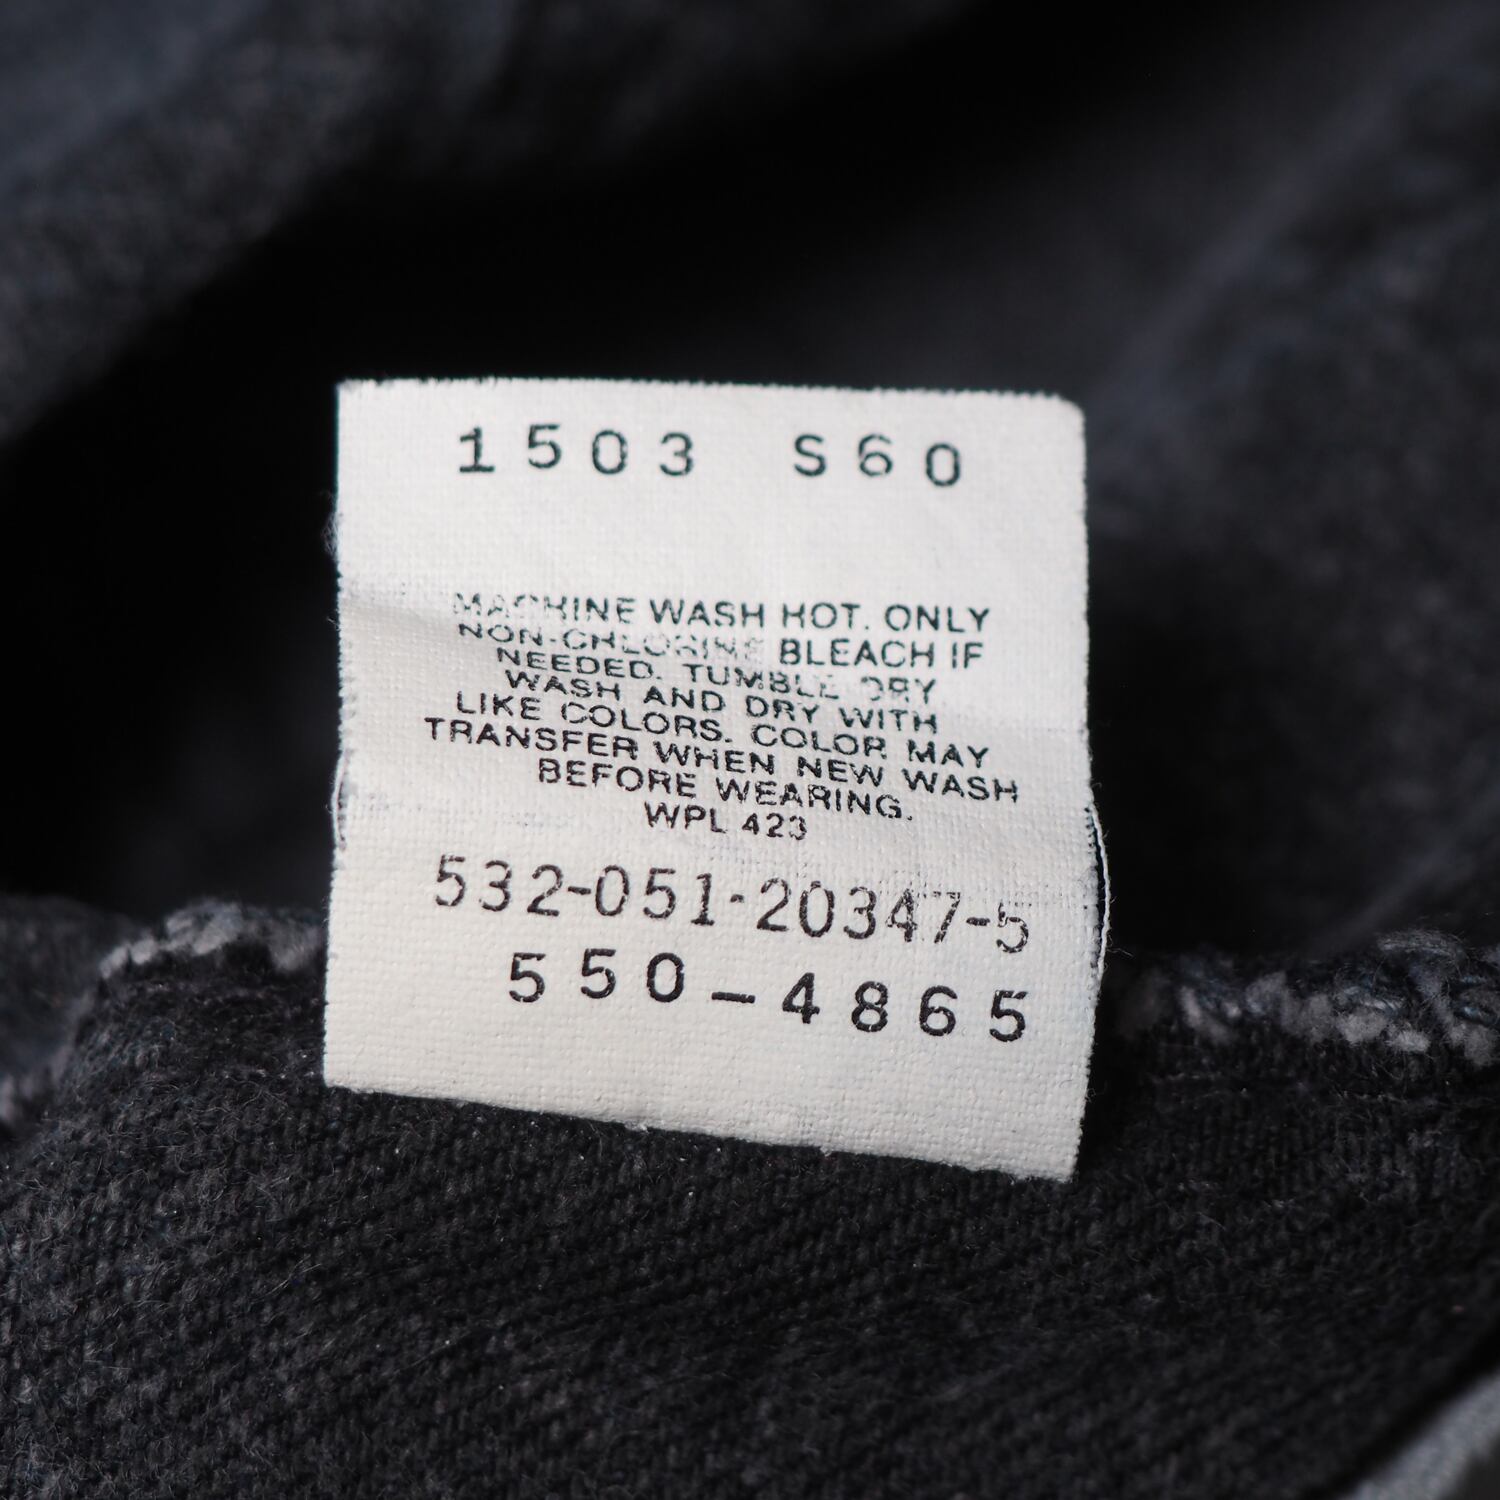 1503 S60
MACHINE WASH HOT. ONLY
NON-CHLORINE BLEACH IF
NEEDED. TUMBLE DRY
WASH AND DRY WITH
LIKE COLORS. COLOR MAY
TRANSFER WHEN NEW WASH
BEFORE WEARING.
WPL 423
532-051-20347-5
550-4865